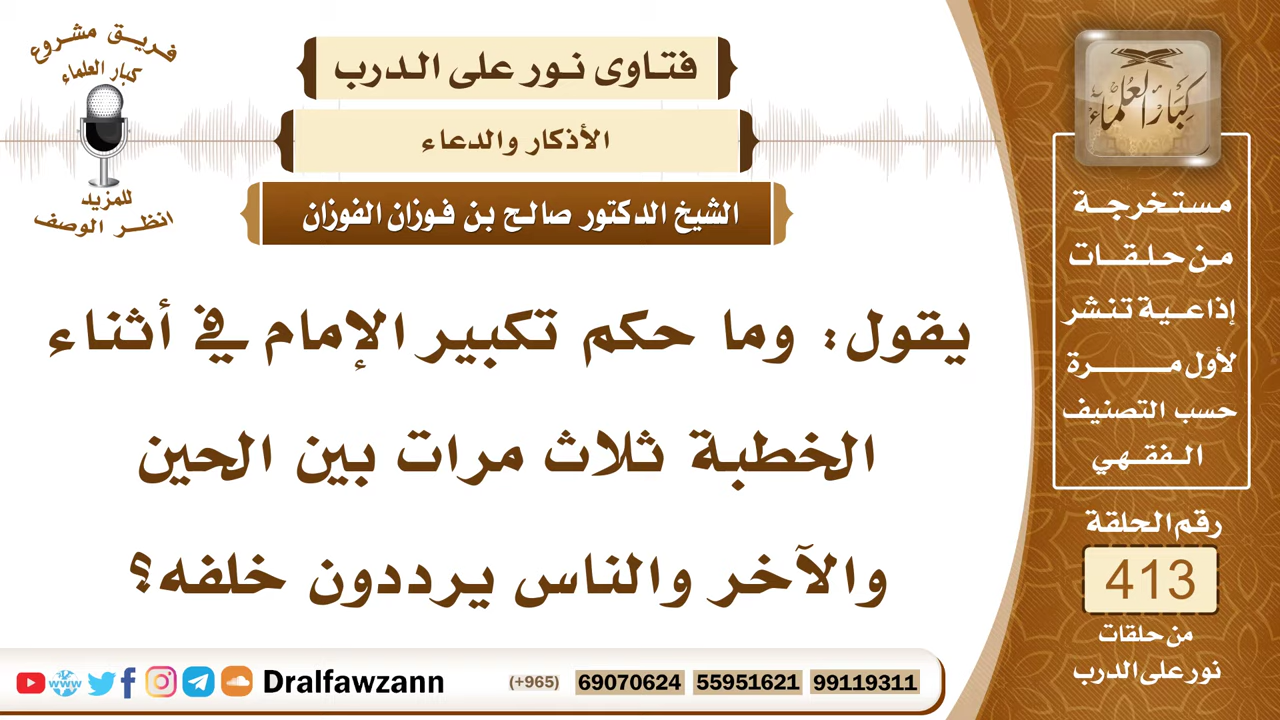 فريق مشروع
كبار العلماء
للمزيد
انظر الوصف
فتاوى نور على الدرب
الأذكار والدعاء
الشيخ الدكتور صالح بن فوزان الفوزان
يقول: وما حكم تكبير الإمام في أثناء
الخطبة ثلاث مرات بين الحين
والآخر والناس يرددون خلفه؟
كبار العلماء
مستخرجة
من حلقات
إذاعية تنشر
لأول مرة
حسب التصنيف
الفقهي
رقم الحلقة
413
من حلقات
نور على الدرب
www Dralfawzann (+965) 69070624 55951621 99119311